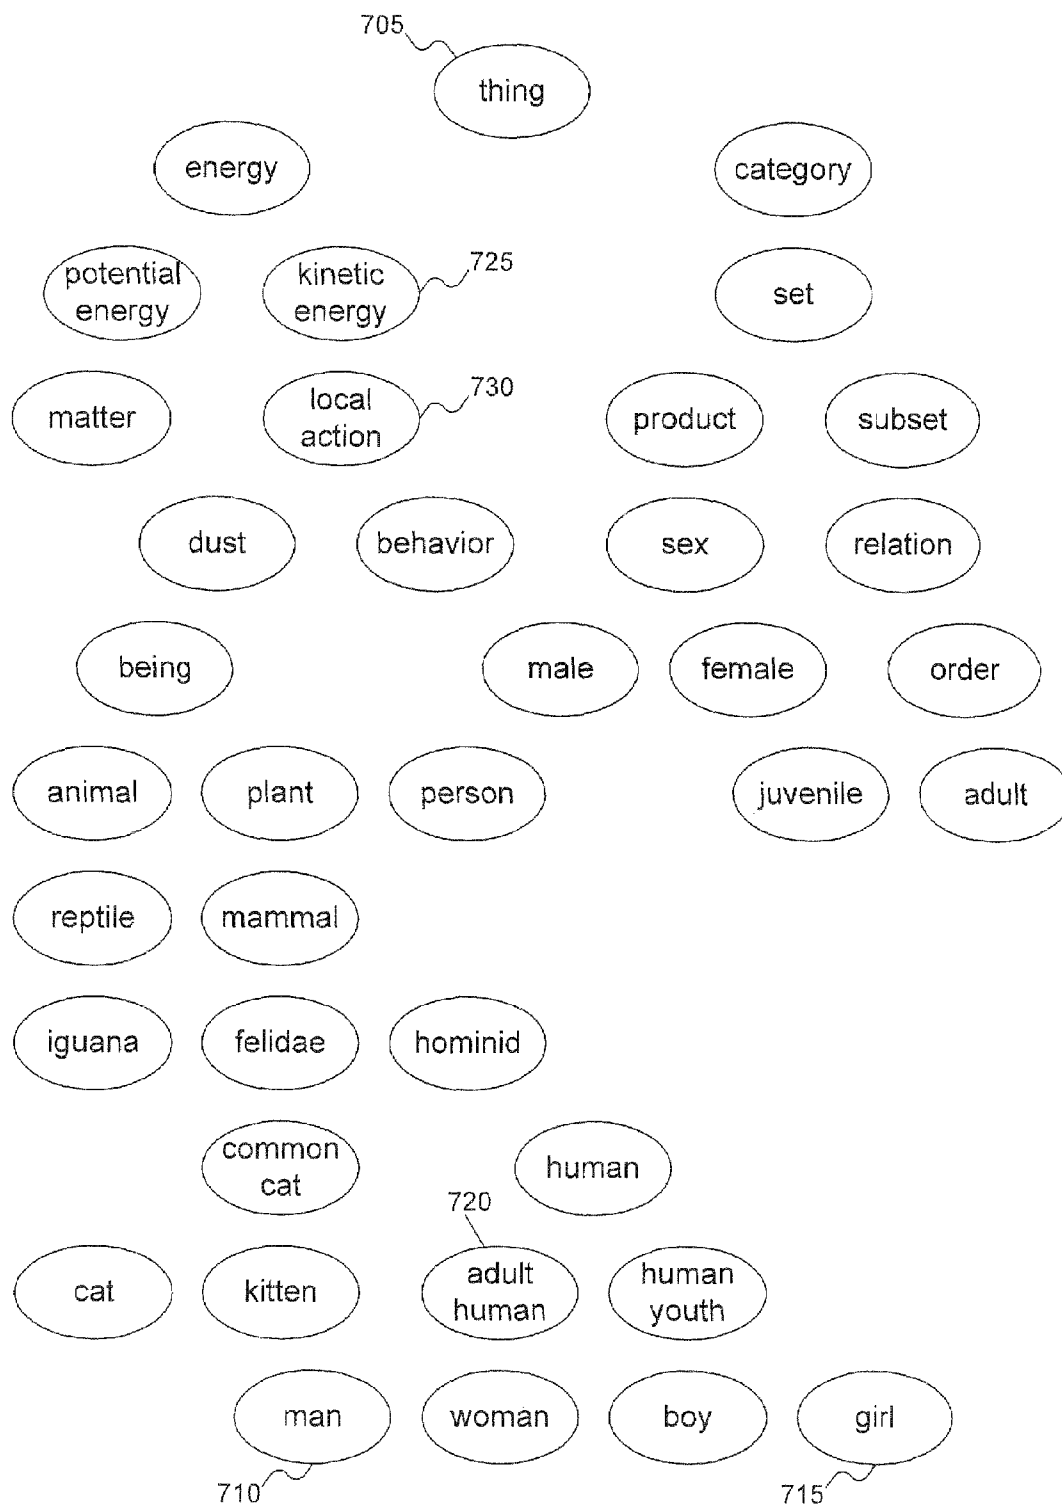 705
thing
energy
category
potential
energy
kinetic
energy
725
set
matter
local
action
730
product
subset
dust
behavior
sex
relation
being
male
female
order
animal
plant
person
juvenile
adult
reptile
mammal
iguana
felidae
hominid
common
cat
human
720
cat
kitten
adult
human
human
youth
man
woman
boy
girl
710
715